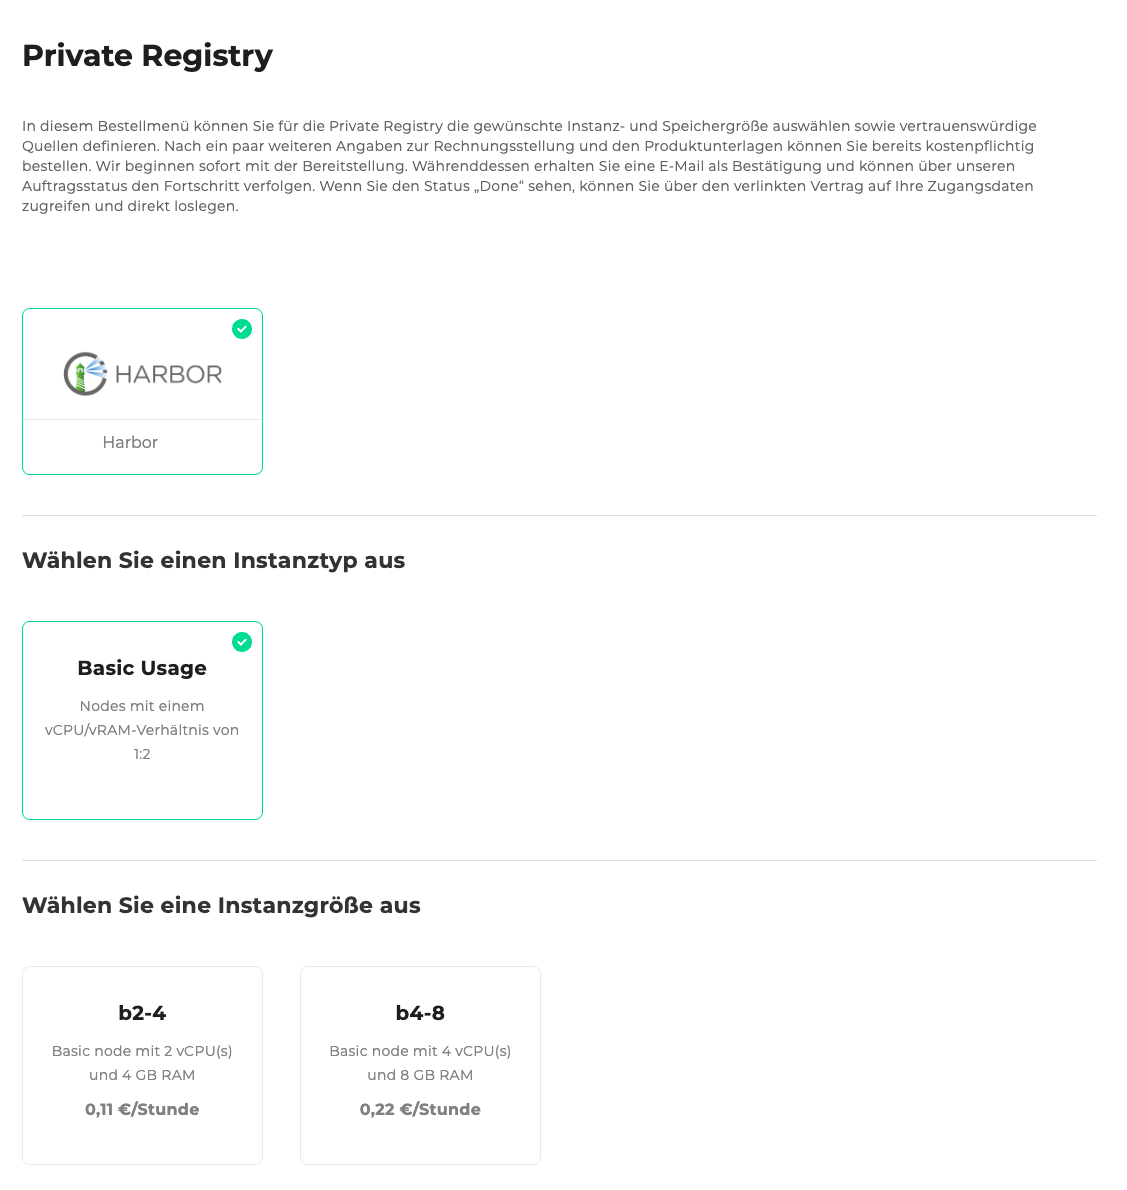 Private Registry
In diesem Bestellmenü können Sie für die Private Registry die gewünschte Instanz- und Speichergröße auswählen sowie vertrauenswürdige
Quellen definieren. Nach ein paar weiteren Angaben zur Rechnungsstellung und den Produktunterlagen können Sie bereits kostenpflichtig
bestellen. Wir beginnen sofort mit der Bereitstellung. Währenddessen erhalten Sie eine E-Mail als Bestätigung und können über unseren
Auftragsstatus den Fortschritt verfolgen. Wenn Sie den Status „Done“ sehen, können Sie über den verlinkten Vertrag auf Ihre Zugangsdaten
zugreifen und direkt loslegen.
HARBOR
Harbor
Wählen Sie einen Instanztyp aus
Basic Usage
Nodes mit einem
vCPU/vRAM-Verhältnis von
1:2
Wählen Sie eine Instanzgröße aus
b2-4
Basic node mit 2 vCPU(s)
und 4 GB RAM
0,11 €/Stunde
b4-8
Basic node mit 4 vCPU(s)
und 8 GB RAM
0,22 €/Stunde